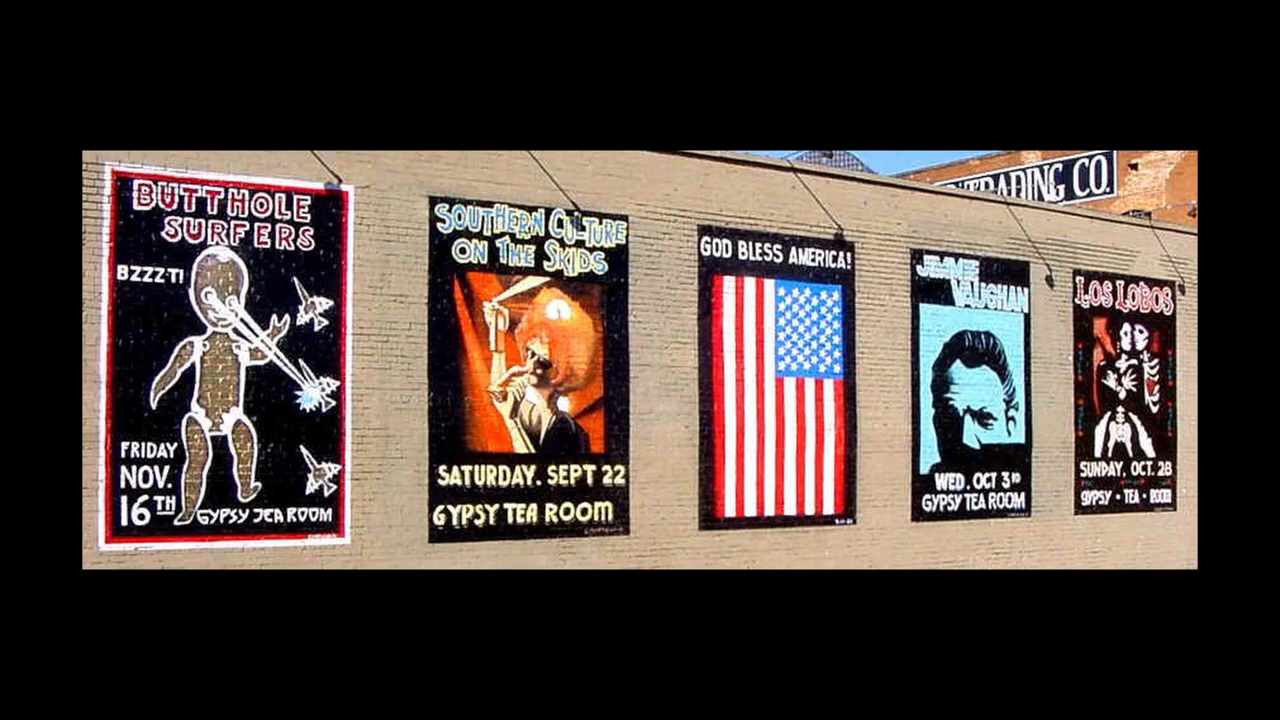 BUTTHOLE
SURFERS
BZZZT!
FRIDAY
NOV.
16TH
GYPSY TEA ROOM
SOUTHERN CULTURE
ON THE SKIDS
SATURDAY. SEPT 22
GYPSY TEA ROOM
GOD BLESS AMERICA!
JIMMIE
VAUGHAN
WED. OCT 3RD
GYPSY TEA ROOM
LOS LOBOS
SUNDAY, OCT. 28
GYPSY • TEA • ROOM
TRADING CO.